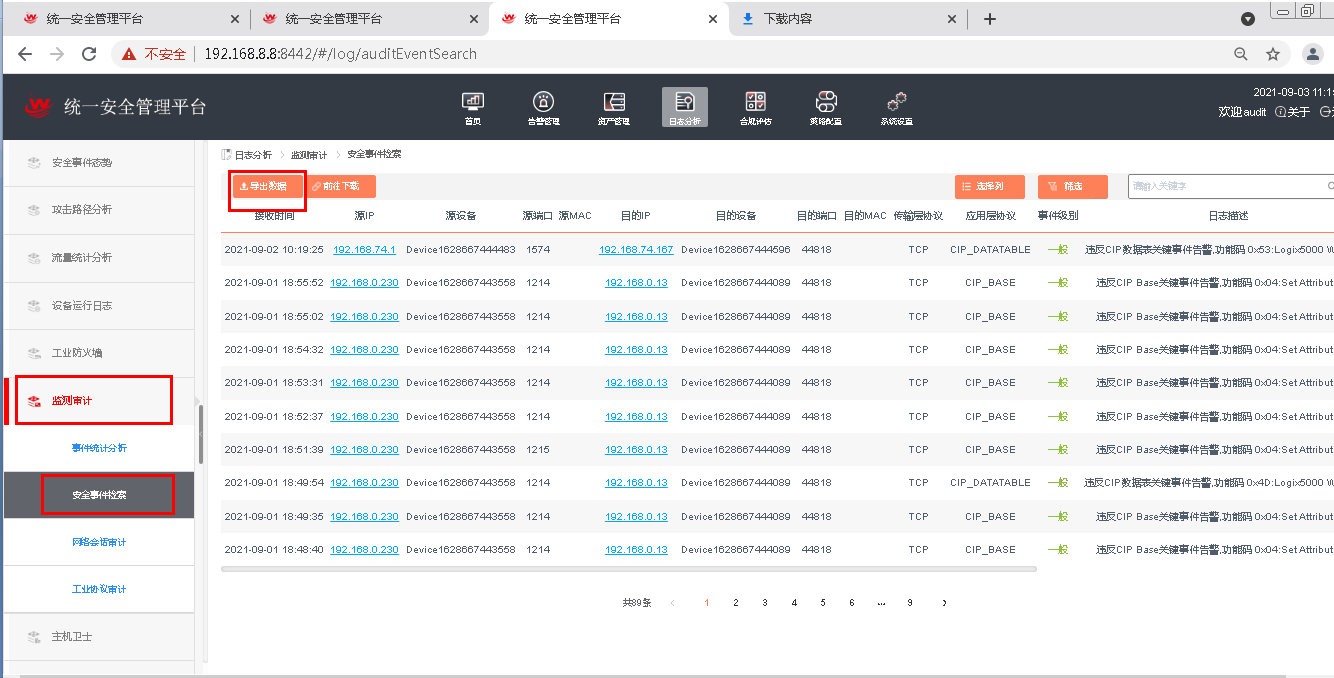 统一安全管理平台 统一安全管理平台 统一安全管理平台 下载内容
不安全 192.168.8.8:8442/#/log/auditEventSearch
2021-09-03 11:1
统一安全管理平台
欢迎audit 关于
首页 告警管理 资产管理 日志分析 合规评估 策略配置 系统设置
安全事件态势
攻击路径分析
流量统计分析
设备运行日志
工业防火墙
监测审计
事件统计分析
安全事件检索
网络会话审计
工业协议审计
主机卫士
日志分析 > 监测审计 > 安全事件检索
导出数据 前往下载 选择列 筛选 请输入关键字
接收时间 源IP 源设备 源端口 源MAC 目的IP 目的设备 目的端口 目的MAC 传输层协议 应用层协议 事件级别 日志描述
2021-09-02 10:19:25 192.168.74.1 Device1628667444483 1574 192.168.74.167 Device1628667444596 44818 TCP CIP_DATATABLE 一般 违反CIP数据表关键事件告警,功能码 0x53:Logix5000 W
2021-09-01 18:55:52 192.168.0.230 Device1628667443558 1214 192.168.0.13 Device1628667444089 44818 TCP CIP_BASE 一般 违反CIP Base关键事件告警,功能码 0x04:Set Attribut
2021-09-01 18:55:02 192.168.0.230 Device1628667443558 1214 192.168.0.13 Device1628667444089 44818 TCP CIP_BASE 一般 违反CIP Base关键事件告警,功能码 0x04:Set Attribut
2021-09-01 18:54:32 192.168.0.230 Device1628667443558 1214 192.168.0.13 Device1628667444089 44818 TCP CIP_BASE 一般 违反CIP Base关键事件告警,功能码 0x04:Set Attribut
2021-09-01 18:53:31 192.168.0.230 Device1628667443558 1214 192.168.0.13 Device1628667444089 44818 TCP CIP_BASE 一般 违反CIP Base关键事件告警,功能码 0x04:Set Attribut
2021-09-01 18:52:37 192.168.0.230 Device1628667443558 1214 192.168.0.13 Device1628667444089 44818 TCP CIP_BASE 一般 违反CIP Base关键事件告警,功能码 0x04:Set Attribut
2021-09-01 18:51:39 192.168.0.230 Device1628667443558 1215 192.168.0.13 Device1628667444089 44818 TCP CIP_BASE 一般 违反CIP Base关键事件告警,功能码 0x04:Set Attribut
2021-09-01 18:49:54 192.168.0.230 Device1628667443558 1214 192.168.0.13 Device1628667444089 44818 TCP CIP_DATATABLE 一般 违反CIP数据表关键事件告警,功能码 0x4D:Logix5000 W
2021-09-01 18:49:35 192.168.0.230 Device1628667443558 1214 192.168.0.13 Device1628667444089 44818 TCP CIP_BASE 一般 违反CIP Base关键事件告警,功能码 0x04:Set Attribut
2021-09-01 18:48:40 192.168.0.230 Device1628667443558 1214 192.168.0.13 Device1628667444089 44818 TCP CIP_BASE 一般 违反CIP Base关键事件告警,功能码 0x04:Set Attribut
共89条 < 1 2 3 4 5 6 ... 9 >